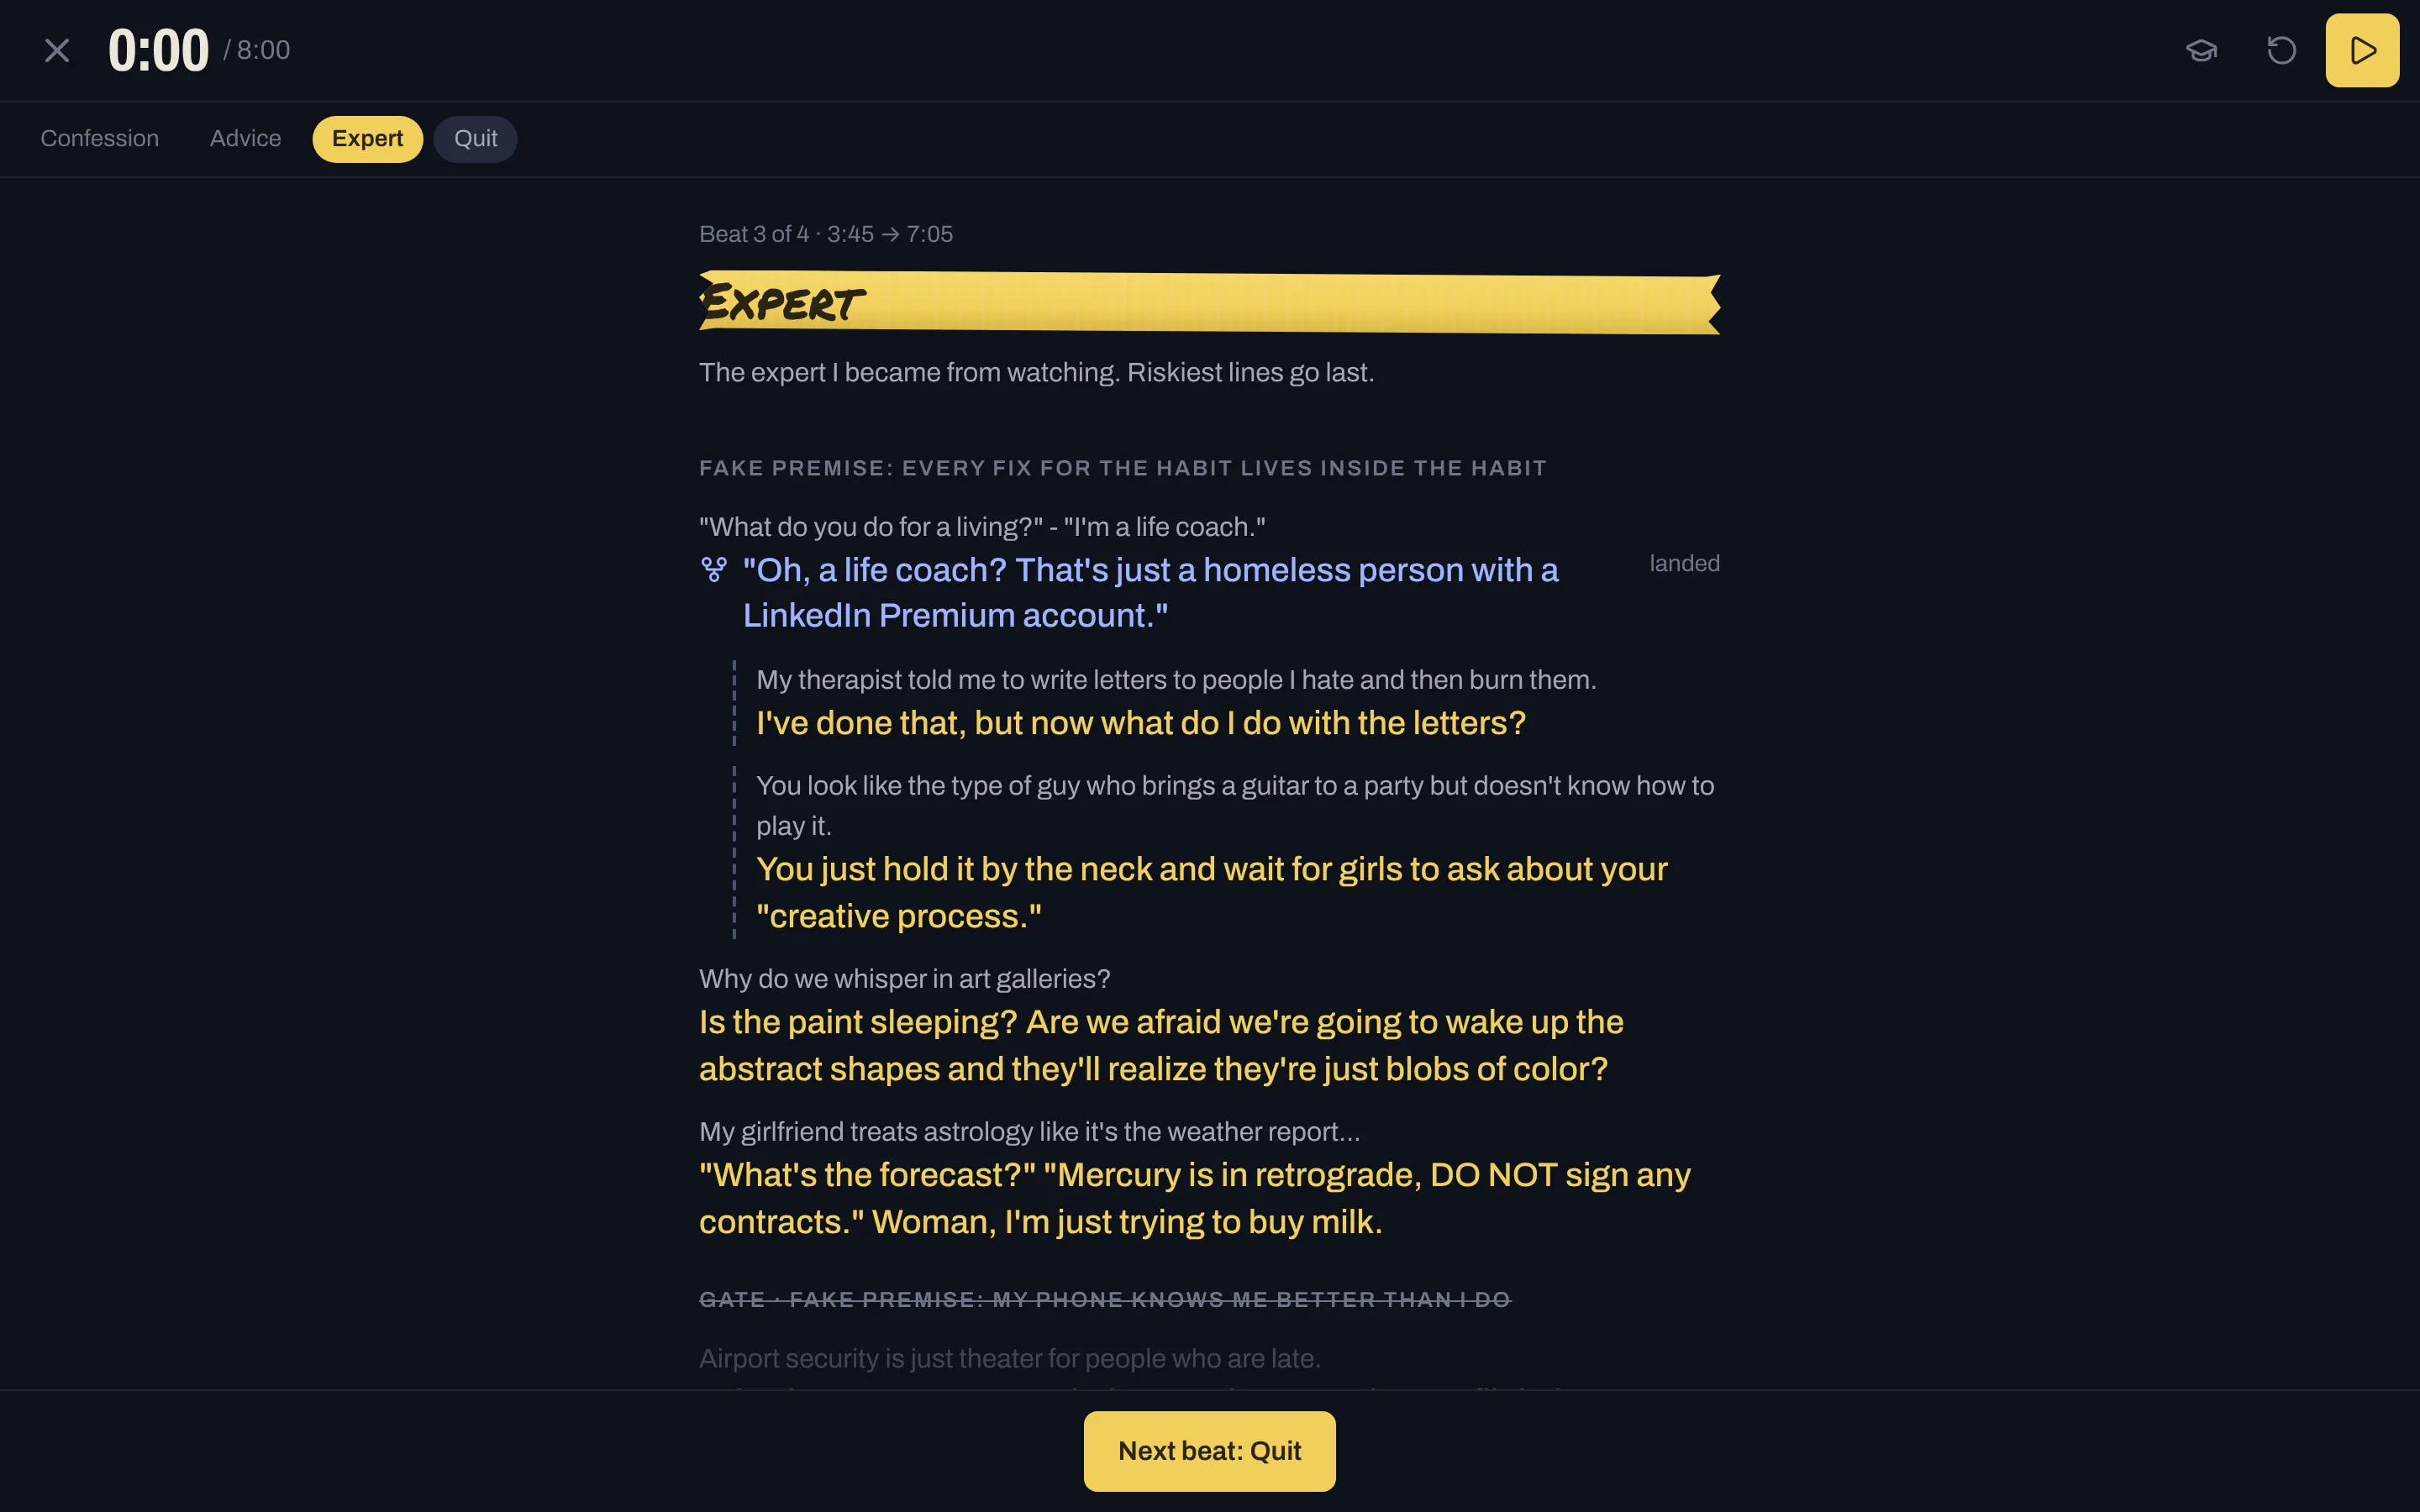 0:00 / 8:00
Confession Advice Expert Quit
Beat 3 of 4 · 3:45 → 7:05
EXPERT
The expert I became from watching. Riskiest lines go last.
FAKE PREMISE: EVERY FIX FOR THE HABIT LIVES INSIDE THE HABIT
"What do you do for a living?" - "I'm a life coach."
"Oh, a life coach? That's just a homeless person with a
landed
LinkedIn Premium account."
My therapist told me to write letters to people I hate and then burn them.
I've done that, but now what do I do with the letters?
You look like the type of guy who brings a guitar to a party but doesn't know how to
play it.
You just hold it by the neck and wait for girls to ask about your
"creative process."
Why do we whisper in art galleries?
Is the paint sleeping? Are we afraid we're going to wake up the
abstract shapes and they'll realize they're just blobs of color?
My girlfriend treats astrology like it's the weather report...
"What's the forecast?" "Mercury is in retrograde, DO NOT sign any
contracts." Woman, I'm just trying to buy milk.
GATE · FAKE PREMISE: MY PHONE KNOWS ME BETTER THAN I DO
Airport security is just theater for people who are late.
Next beat: Quit